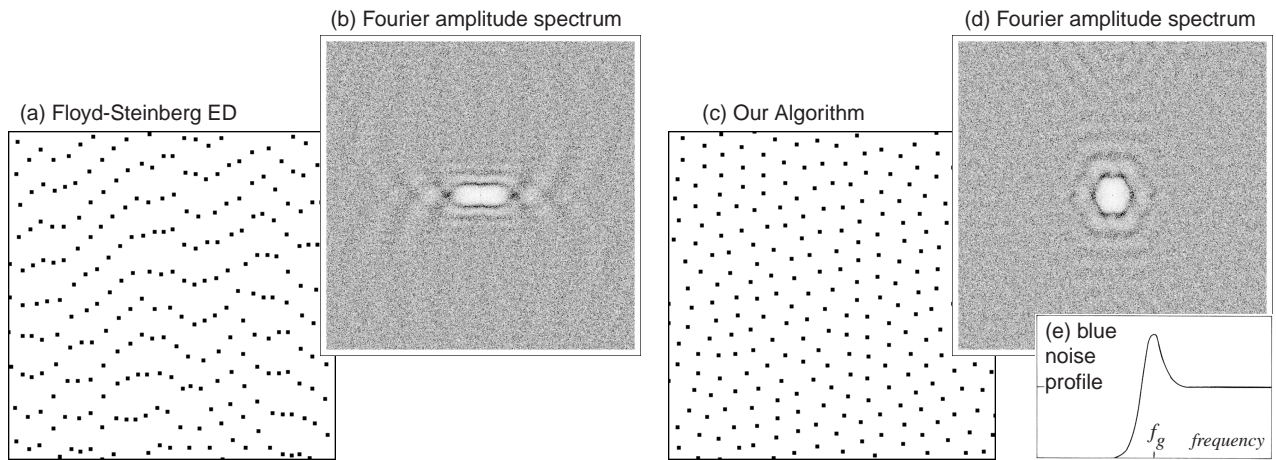 (b) Fourier amplitude spectrum
(d) Fourier amplitude spectrum
(a) Floyd-Steinberg ED
(c) Our Algorithm
(e) blue
noise
profile
f_g
frequency